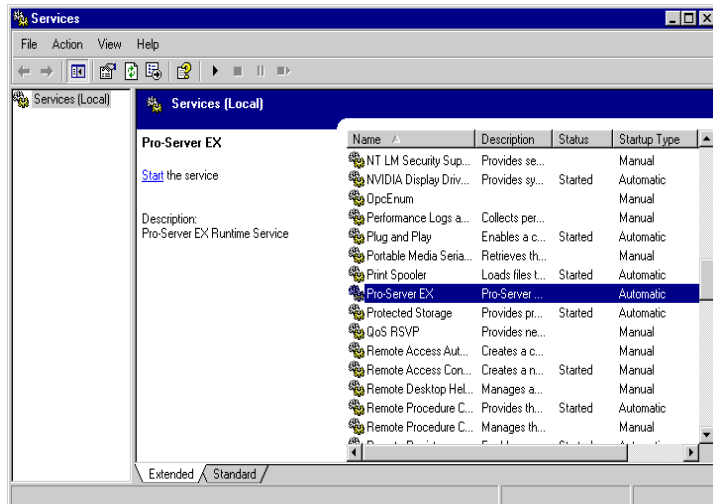 Services
File Action View Help
Services (Local)
Services (Local)
Pro-Server EX
Start the service
Description:
Pro-Server EX Runtime Service
Name Description Status Startup Type
NT LM Security Sup... Provides se... Manual
NVIDIA Display Driv... Provides sy... Started Automatic
OpcEnum Manual
Performance Logs a... Collects per... Manual
Plug and Play Enables a c... Started Automatic
Portable Media Seria... Retrieves th... Manual
Print Spooler Loads files t... Started Automatic
Pro-Server EX Pro-Server ... Automatic
Protected Storage Provides pr... Started Automatic
QoS RSVP Provides ne... Manual
Remote Access Aut... Creates a c... Manual
Remote Access Con... Creates a n... Started Manual
Remote Desktop Hel... Manages a... Manual
Remote Procedure C... Provides th... Started Automatic
Remote Procedure C... Manages th... Manual
Extended Standard